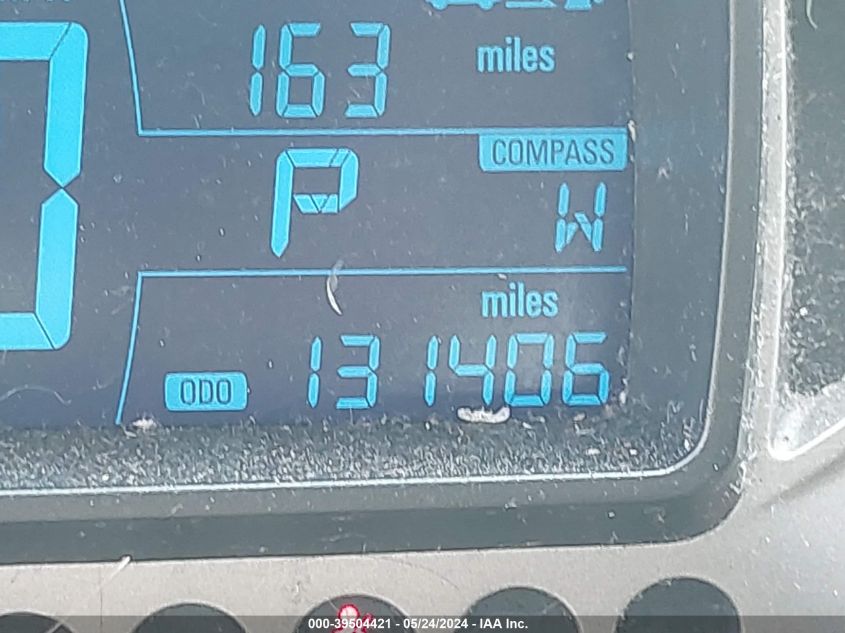 163 miles
COMPASS
P W
miles
ODO 131406
000-39504421 - 05/24/2024 - IAA Inc.